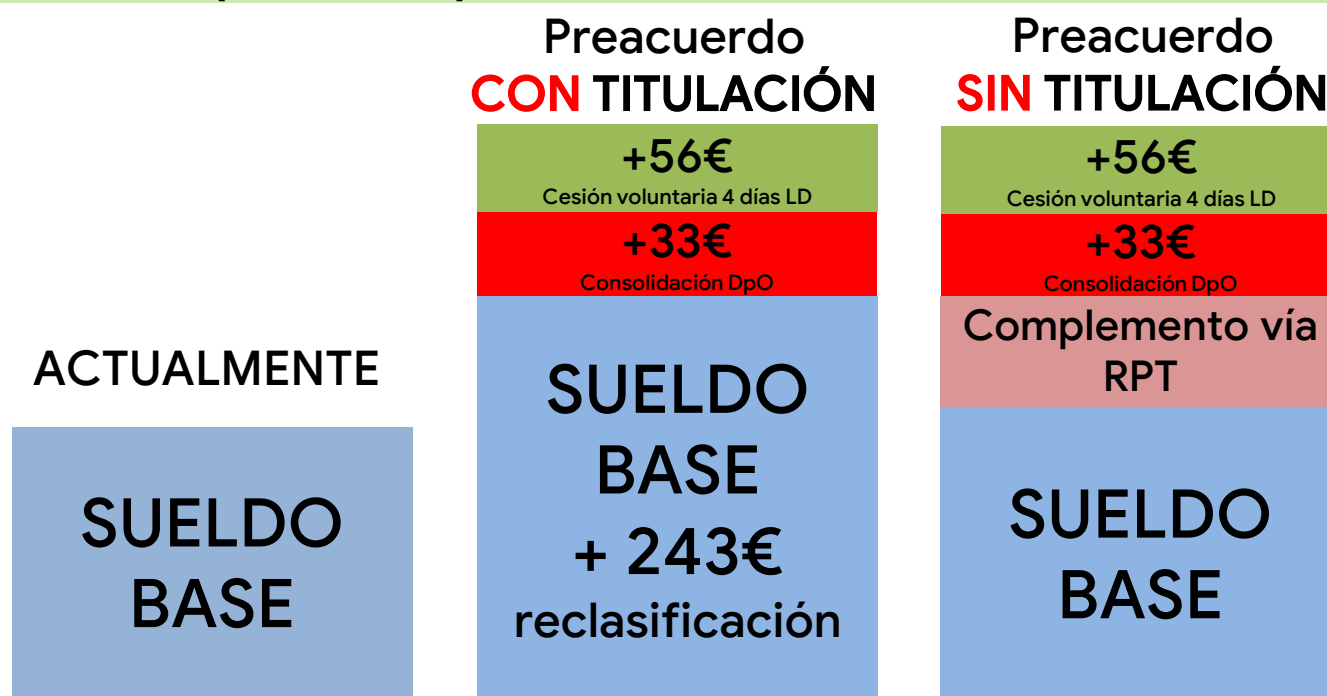 ACTUALMENTE
SUELDO
BASE
Preacuerdo
CON TITULACIÓN
+56€
Cesión voluntaria 4 días LD
+33€
Consolidación DpO
SUELDO
BASE
+ 243€
reclasificación
Preacuerdo
SIN TITULACIÓN
+56€
Cesión voluntaria 4 días LD
+33€
Consolidación DpO
Complemento vía
RPT
SUELDO
BASE